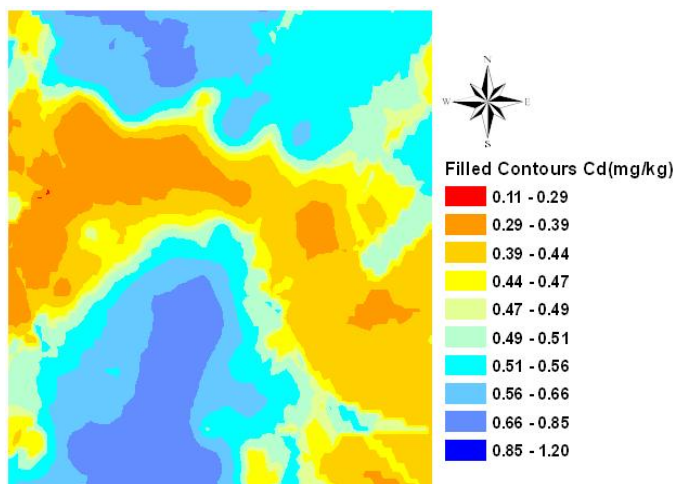 N
W E
S
Filled Contours Cd(mg/kg)
0.11 - 0.29
0.29 - 0.39
0.39 - 0.44
0.44 - 0.47
0.47 - 0.49
0.49 - 0.51
0.51 - 0.56
0.56 - 0.66
0.66 - 0.85
0.85 - 1.20